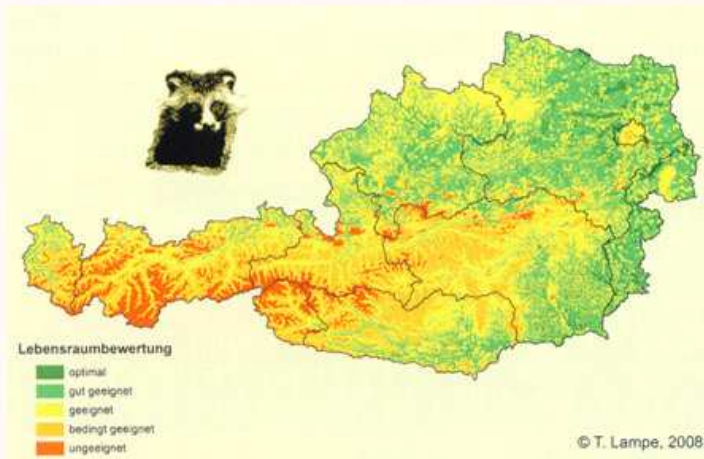 Lebensraumbewertung
optimal
gut geeignet
geeignet
bedingt geeignet
ungeeignet
© T. Lampe, 2008